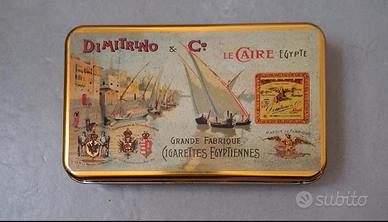 DIMITRINO & Co
LE CAIRE EGYPTE
GRANDE FABRIQUE
CIGARETTES EGYPTIENNES
subito